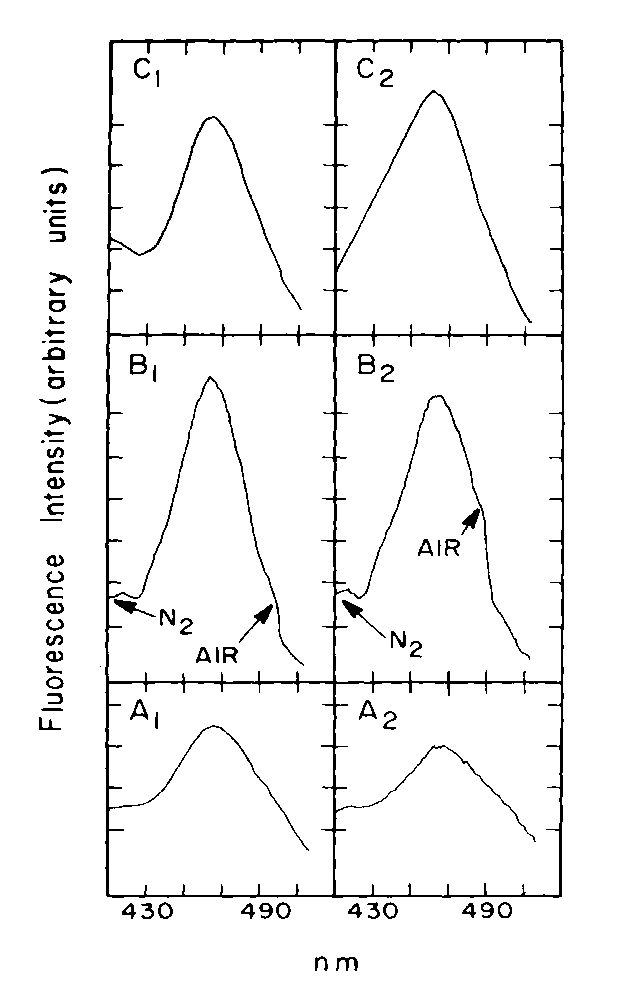 Fluorescence Intensity (arbitrary units)
C1
C2
B1
B2
AIR
N2
AIR
N2
A1
A2
430
490
430
490
nm